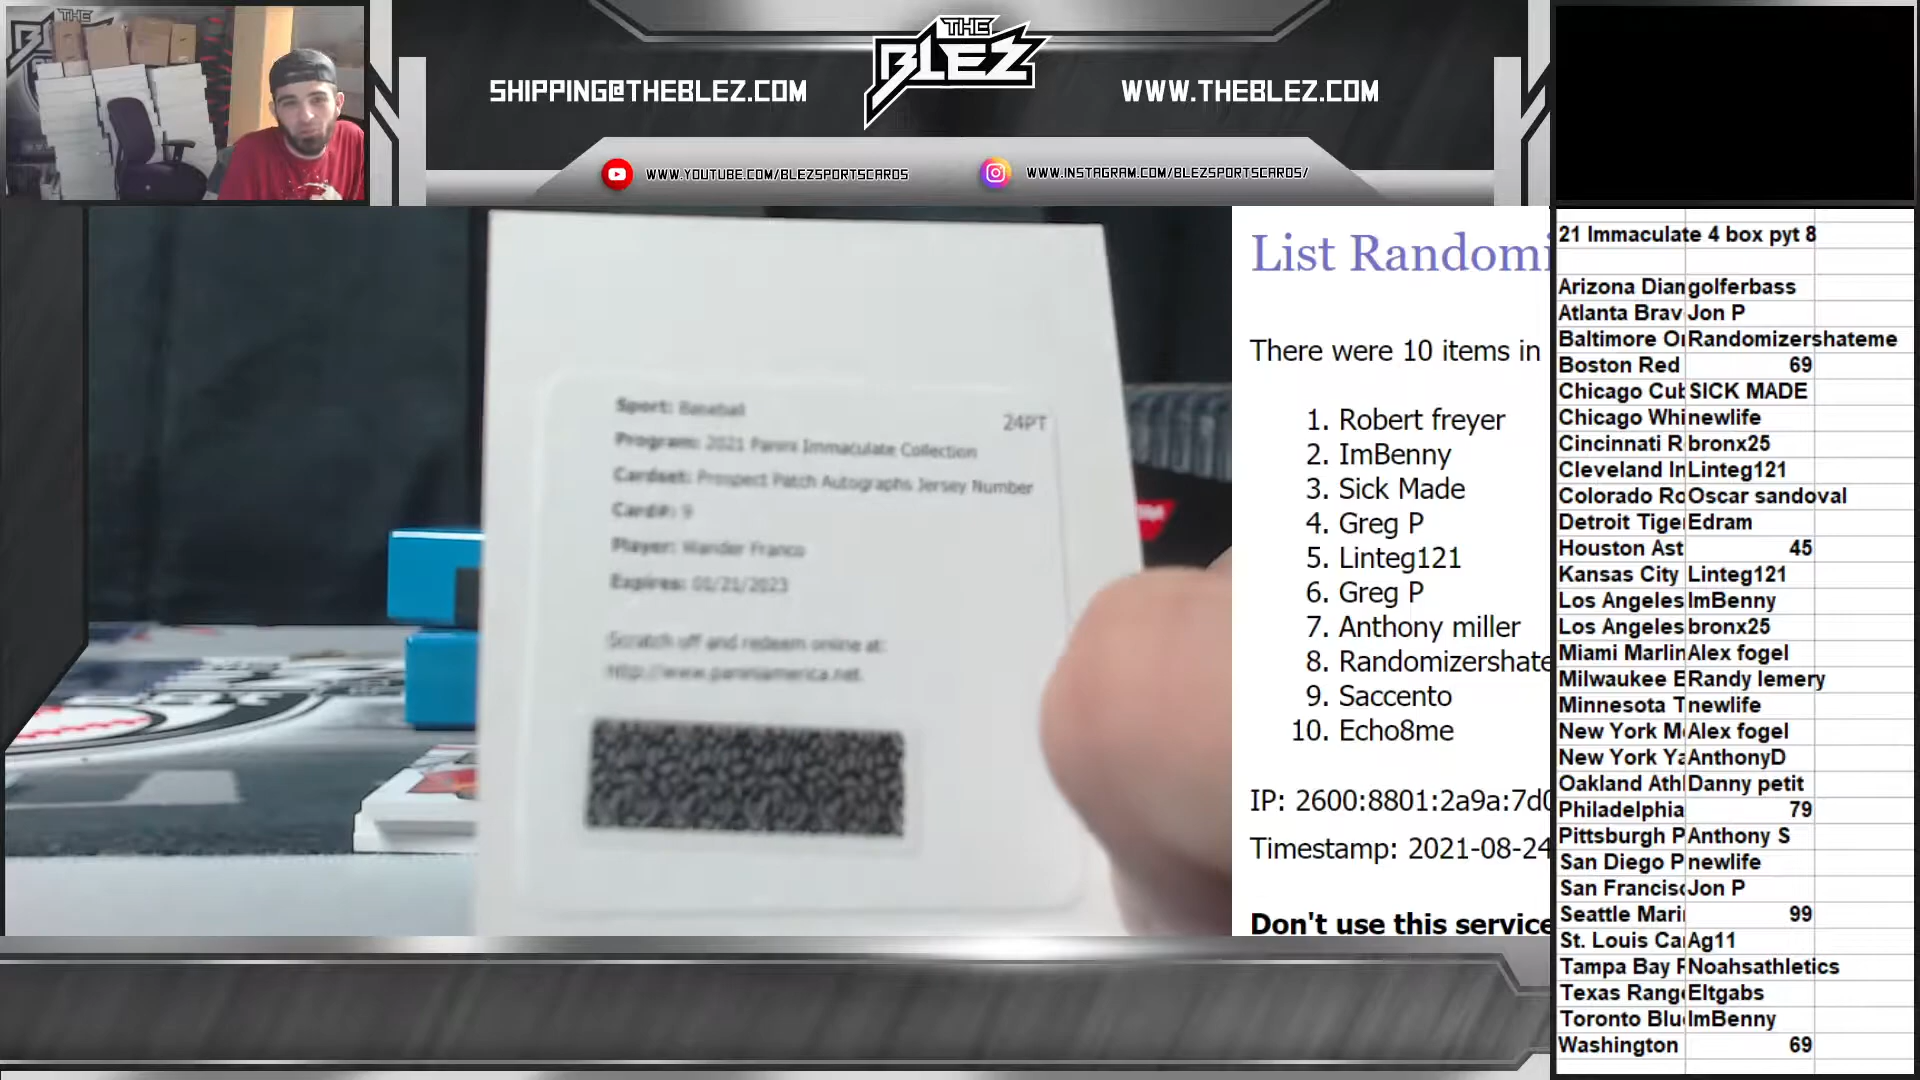 THE
BLEZ
SHIPPING@THEBLEZ.COM
WWW.THEBLEZ.COM
WWW.YOUTUBE.COM/BLEZSPORTSCARDS
WWW.INSTAGRAM.COM/BLEZSPORTSCARDS/
Sport: Baseball
24PT
Program: 2021 Panini Immaculate Collection
Cardset: Prospect Patch Autographs Jersey Number
Card#: 9
Player: Wander Franco
Expires: 01/21/2023
Scratch off and redeem online at:
http://www.paniniamerica.net.
List Randomi
There were 10 items in
1. Robert freyer
2. ImBenny
3. Sick Made
4. Greg P
5. Linteg121
6. Greg P
7. Anthony miller
8. Randomizershate
9. Saccento
10. Echo8me
IP: 2600:8801:2a9a:7d0
Timestamp: 2021-08-24
Don't use this service
21 Immaculate 4 box pyt 8
Arizona Diam golferbass
Atlanta Brav Jon P
Baltimore Or Randomizershateme
Boston Red 69
Chicago Cub SICK MADE
Chicago Whi newlife
Cincinnati R bronx25
Cleveland In Linteg121
Colorado Ro Oscar sandoval
Detroit Tige Edram
Houston Ast 45
Kansas City Linteg121
Los Angeles ImBenny
Los Angeles bronx25
Miami Marlin Alex fogel
Milwaukee B Randy lemery
Minnesota T newlife
New York Me Alex fogel
New York Ya AnthonyD
Oakland Athl Danny petit
Philadelphia 79
Pittsburgh P Anthony S
San Diego P newlife
San Francisc Jon P
Seattle Mari 99
St. Louis Ca Ag11
Tampa Bay R Noahsathletics
Texas Range Eltgabs
Toronto Blue ImBenny
Washington 69